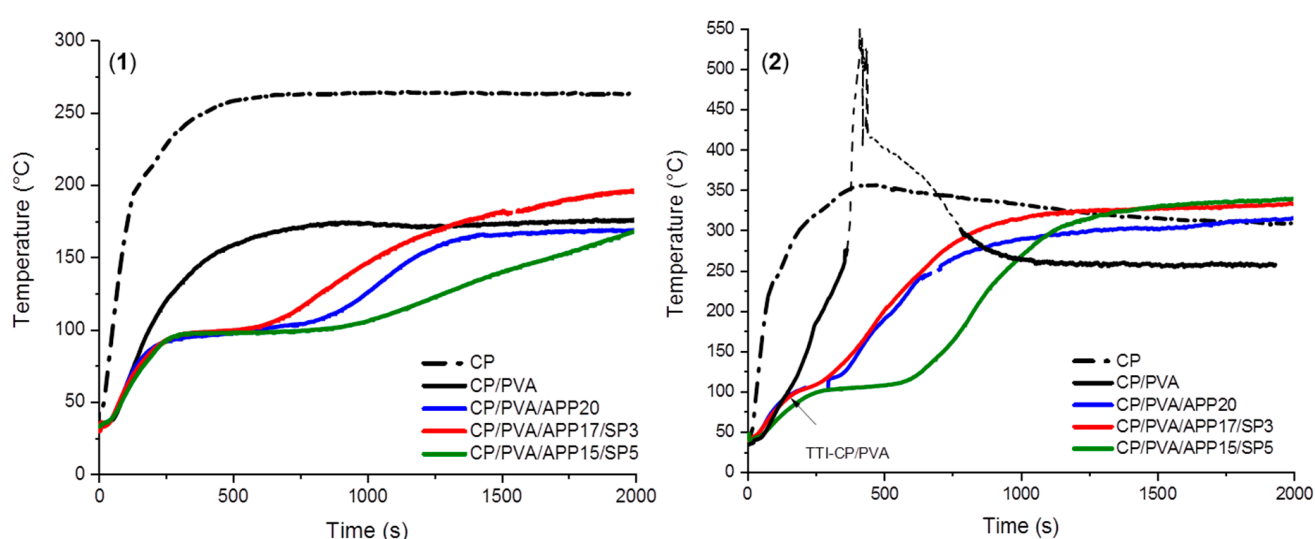 (1)
Temperature (°C)
300
250
200
150
100
50
0
0 500 1000 1500 2000
Time (s)
CP
CP/PVA
CP/PVA/APP20
CP/PVA/APP17/SP3
CP/PVA/APP15/SP5
(2)
Temperature (°C)
550
500
450
400
350
300
250
200
150
100
50
0
0 500 1000 1500 2000
Time (s)
TTI-CP/PVA
CP
CP/PVA
CP/PVA/APP20
CP/PVA/APP17/SP3
CP/PVA/APP15/SP5